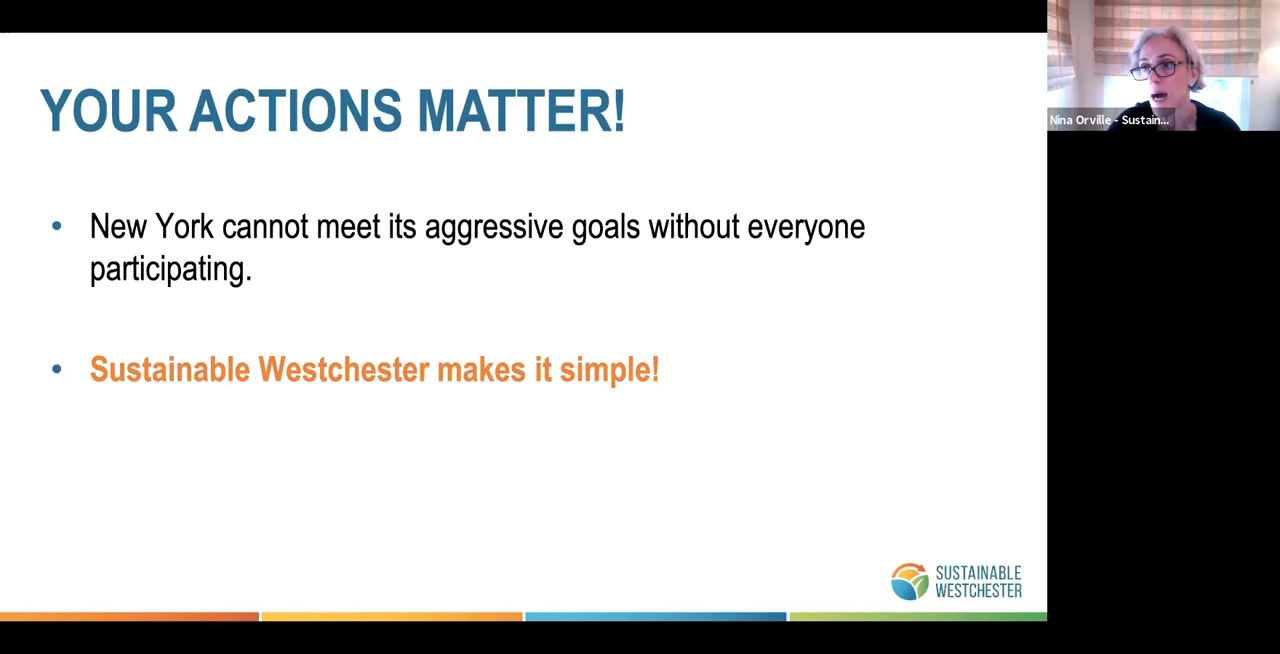 YOUR ACTIONS MATTER!
• New York cannot meet its aggressive goals without everyone
participating.
• Sustainable Westchester makes it simple!
SUSTAINABLE
WESTCHESTER
Nina Orville - Sustain...